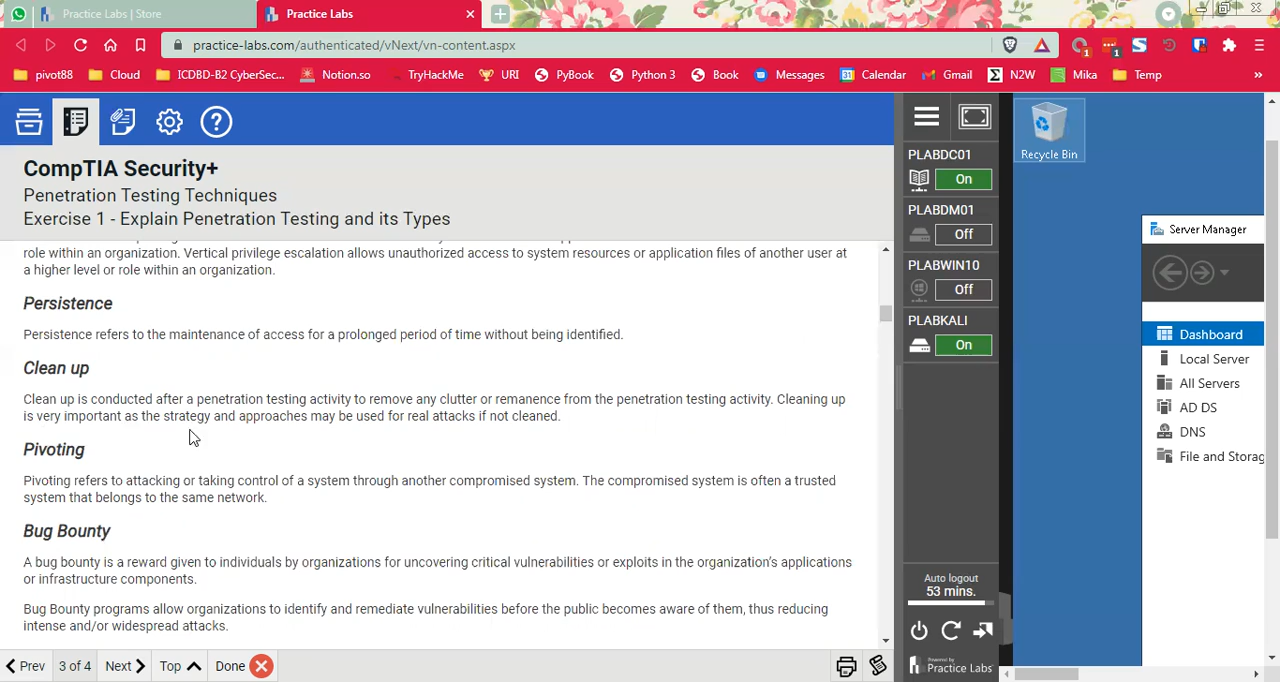 Practice Labs | Store
Practice Labs
practice-labs.com/authenticated/vNext/vn-content.aspx
pivot88
Cloud
ICDBD-B2 CyberSec...
Notion.so
TryHackMe
URI
PyBook
Python 3
Book
Messages
Calendar
Gmail
N2W
Mika
Temp
CompTIA Security+
Penetration Testing Techniques
Exercise 1 - Explain Penetration Testing and its Types
role within an organization. Vertical privilege escalation allows unauthorized access to system resources or application files of another user at
a higher level or role within an organization.
Persistence
Persistence refers to the maintenance of access for a prolonged period of time without being identified.
Clean up
Clean up is conducted after a penetration testing activity to remove any clutter or remanence from the penetration testing activity. Cleaning up
is very important as the strategy and approaches may be used for real attacks if not cleaned.
Pivoting
Pivoting refers to attacking or taking control of a system through another compromised system. The compromised system is often a trusted
system that belongs to the same network.
Bug Bounty
A bug bounty is a reward given to individuals by organizations for uncovering critical vulnerabilities or exploits in the organization's applications
or infrastructure components.
Bug Bounty programs allow organizations to identify and remediate vulnerabilities before the public becomes aware of them, thus reducing
intense and/or widespread attacks.
Prev
3 of 4
Next
Top
Done
PLABDC01
On
PLABDM01
Off
PLABWIN10
Off
PLABKALI
On
Auto logout
53 mins.
Powered by
Practice Labs
Recycle Bin
Server Manager
Dashboard
Local Server
All Servers
AD DS
DNS
File and Storag